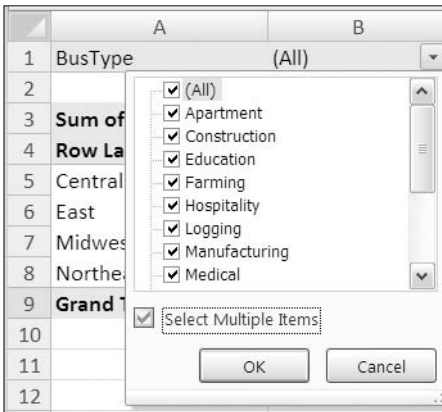 A B
1 BusType (All)
2 (All)
Apartment
3 Sum of
Construction
4 Row La
Education
5 Central
Farming
6 East
Hospitality
Logging
7 Midwes
Manufacturing
8 Northea
Medical
9 Grand T
Select Multiple Items
10
11 OK Cancel
12